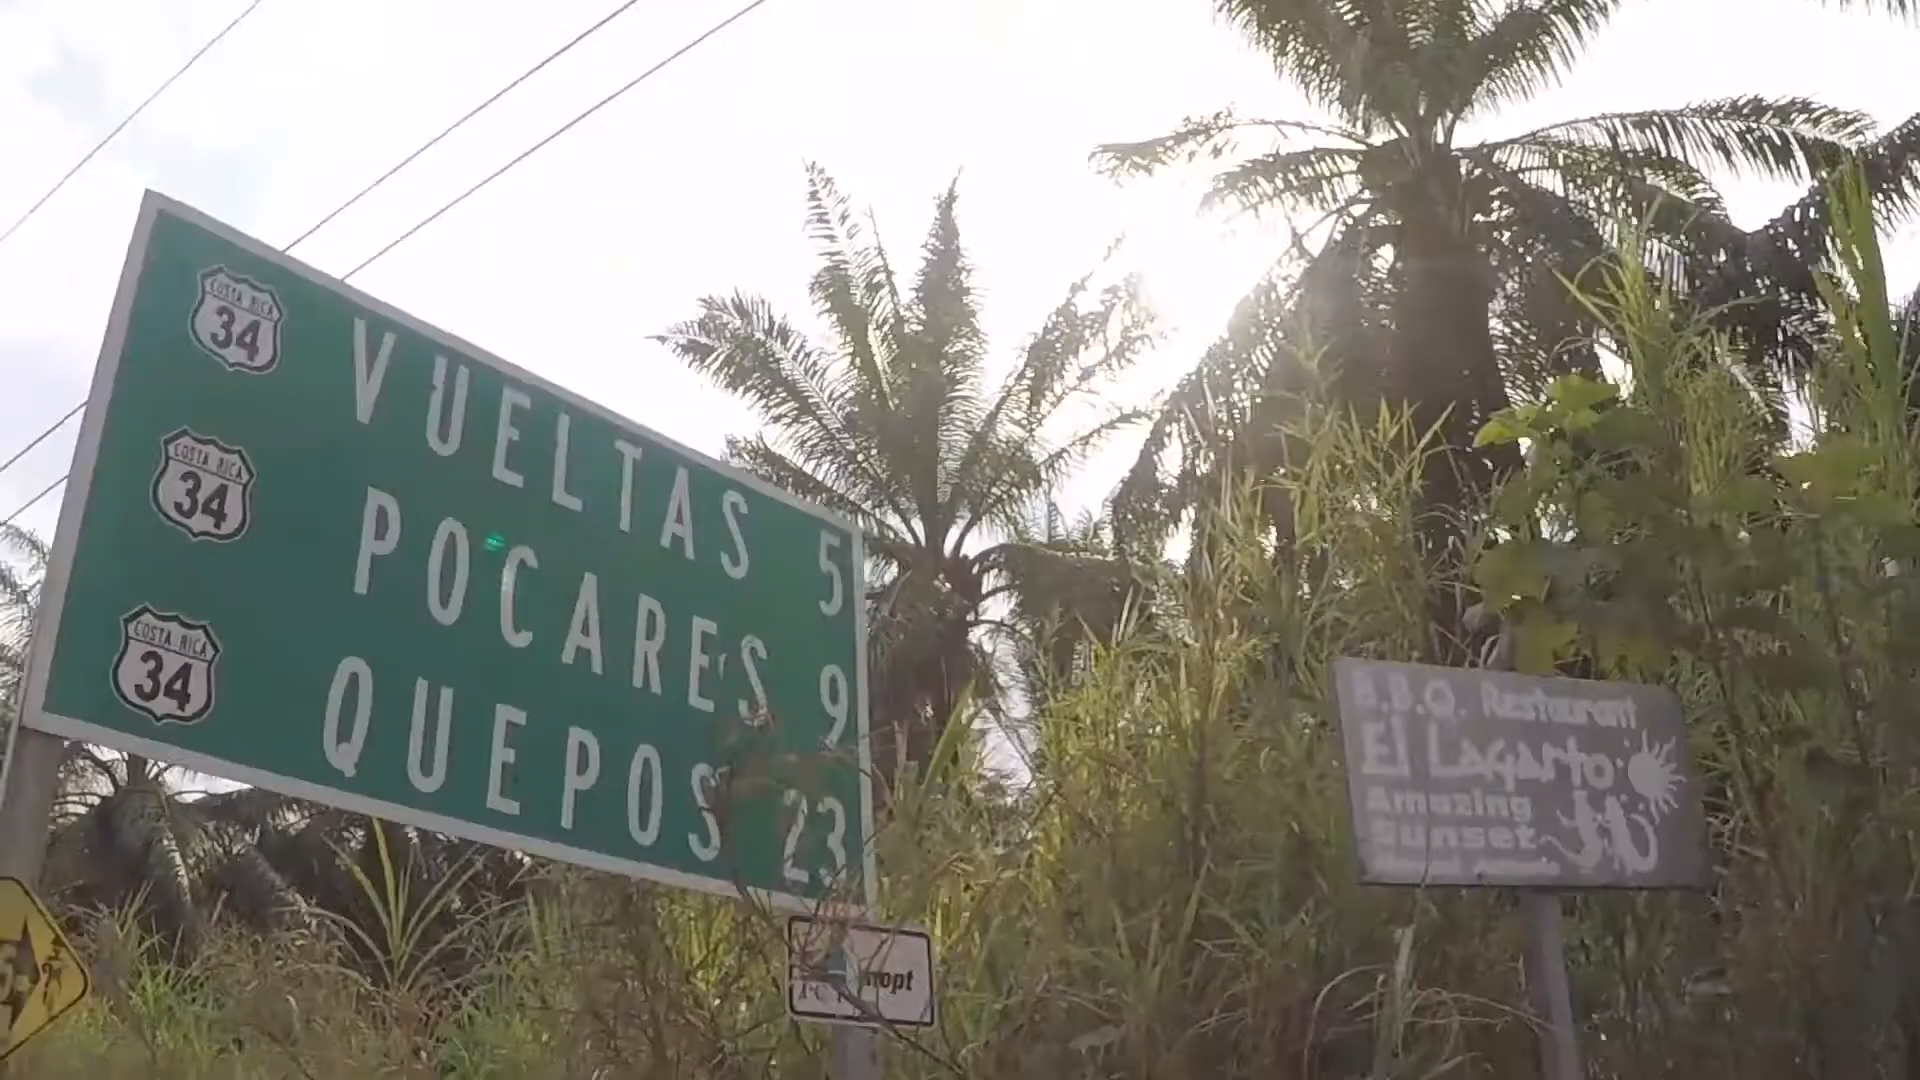 COSTA RICA
34
VUELTAS 5
COSTA RICA
34
POCARES 9
COSTA RICA
34
QUEPOS 23
mopt
B.B.Q. Restaurant
El Lagarto
Amazing
Sunset